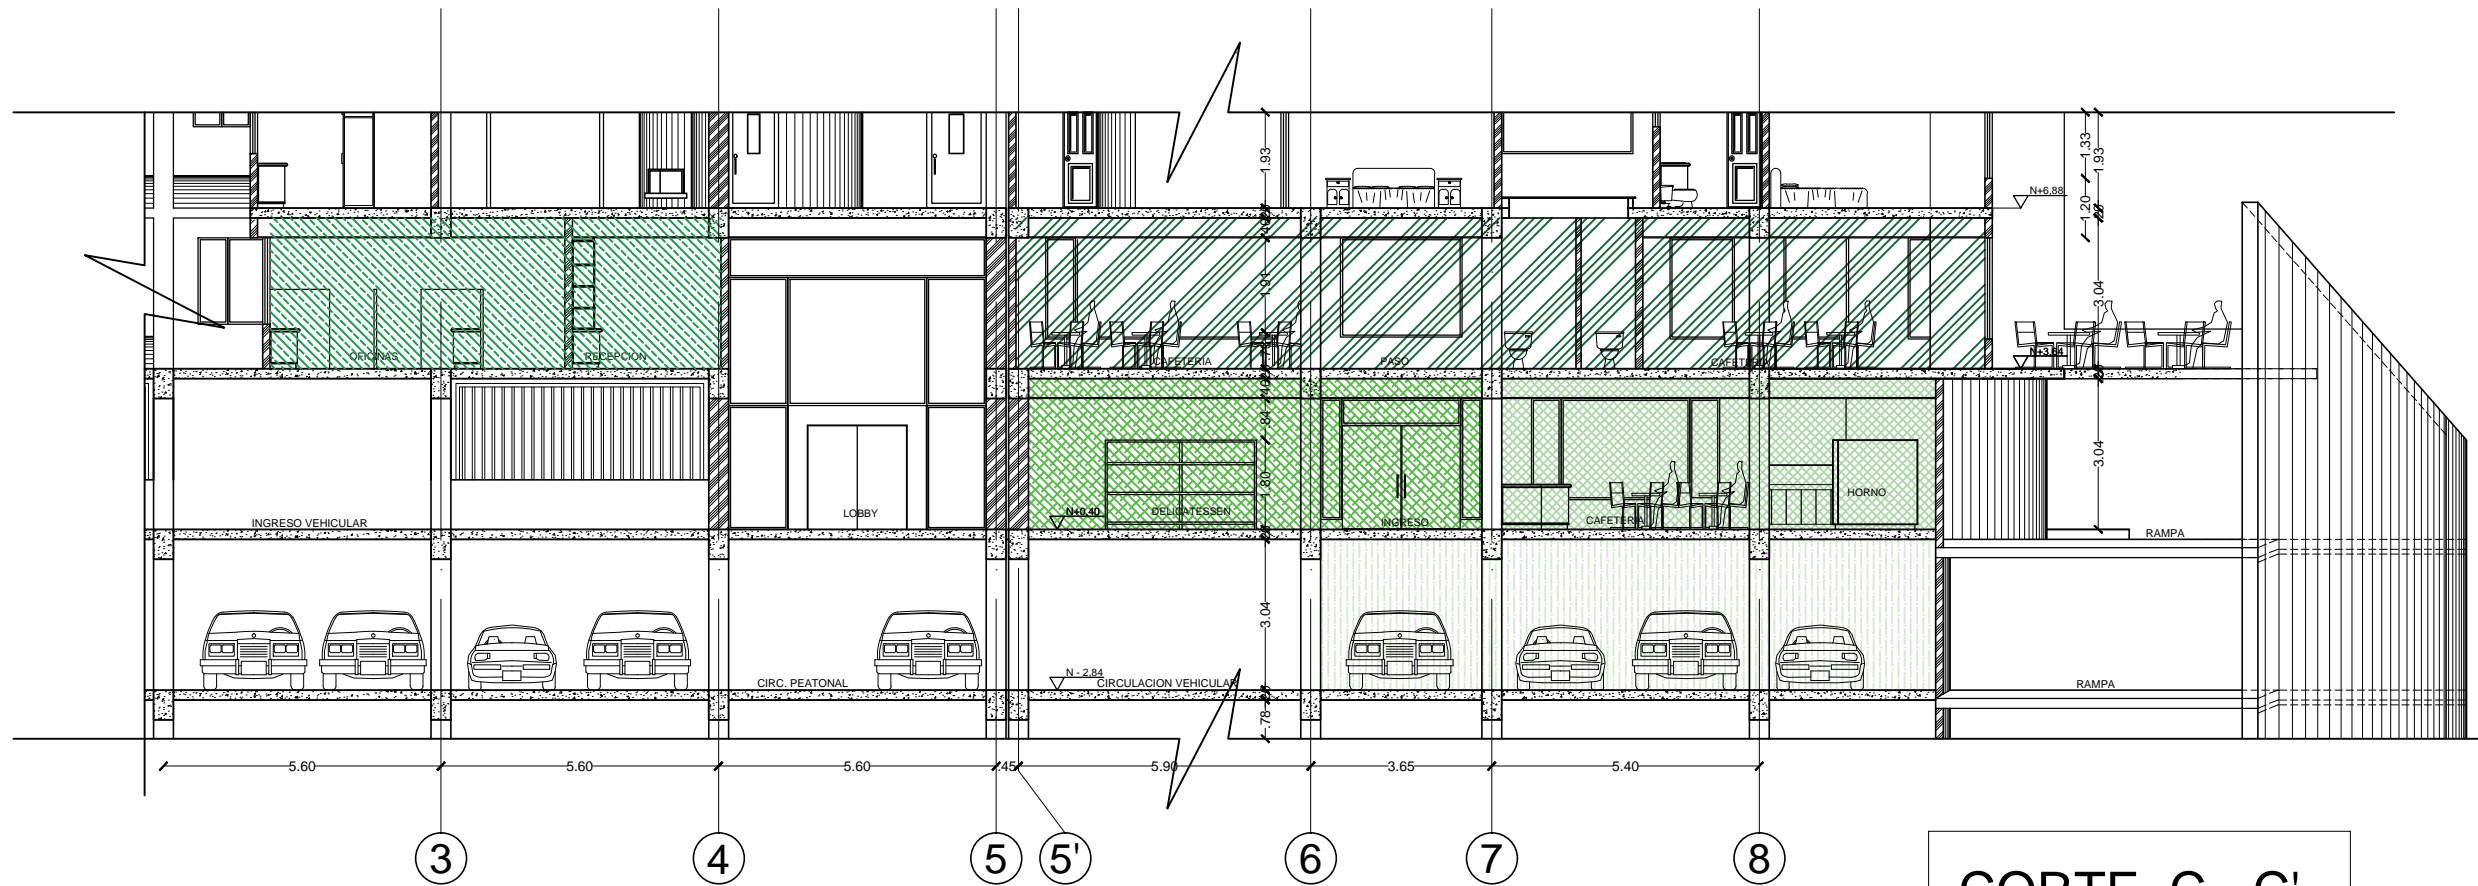 1.93
1.33
1.93
N+6,88
1.20
1.91
3.04
OFICINAS
RECEPCION
CAFETERIA
PASO
CAFETERIA
N+3,64
.84
1.80
3.04
INGRESO VEHICULAR
LOBBY
N+0,40
DELICATESSEN
INGRESO
CAFETERIA
HORNO
RAMPA
3.04
CIRC. PEATONAL
N - 2,84
CIRCULACION VEHICULAR
RAMPA
.78
5.60
5.60
5.60
.45
5.90
3.65
5.40
3
4
5
5'
6
7
8
CORTE C - C'